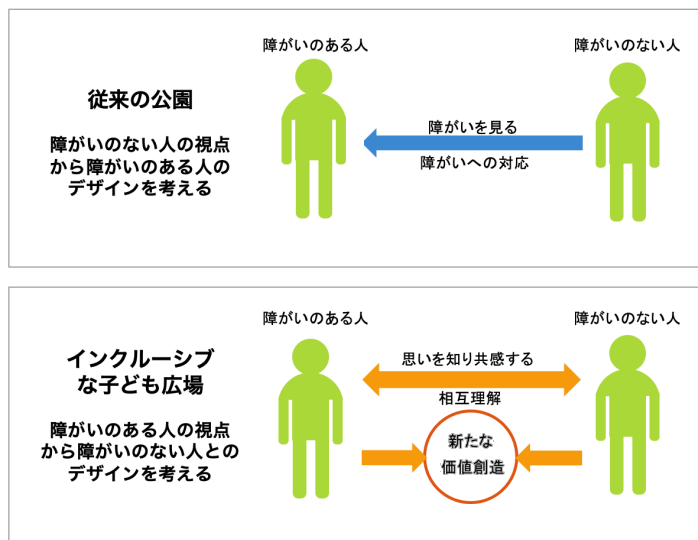 従来の公園
障がいのない人の視点
から障がいのある人の
デザインを考える
障がいのある人
障がいのない人
障がいを見る
障がいへの対応
インクルーシブ
な子ども広場
障がいのある人の視点
から障がいのない人との
デザインを考える
障がいのある人
障がいのない人
思いを知り共感する
相互理解
新たな
価値創造